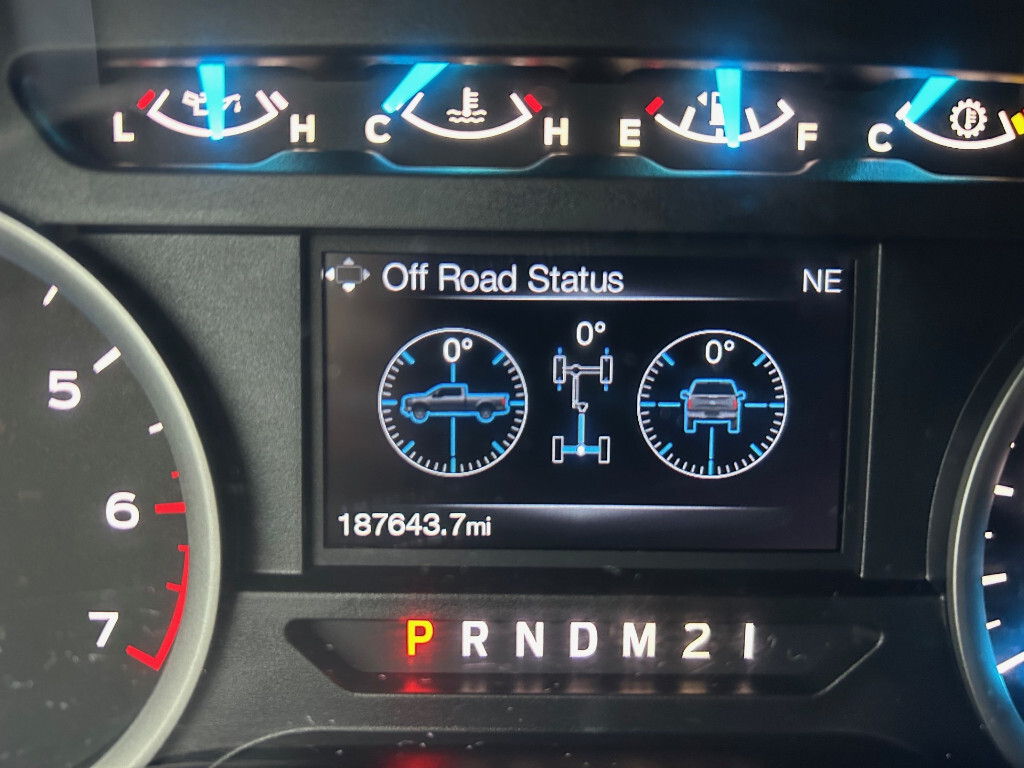 L H C H E F C
Off Road Status NE
0° 0° 0°
5
6
187643.7mi
7
P R N D M 2 1